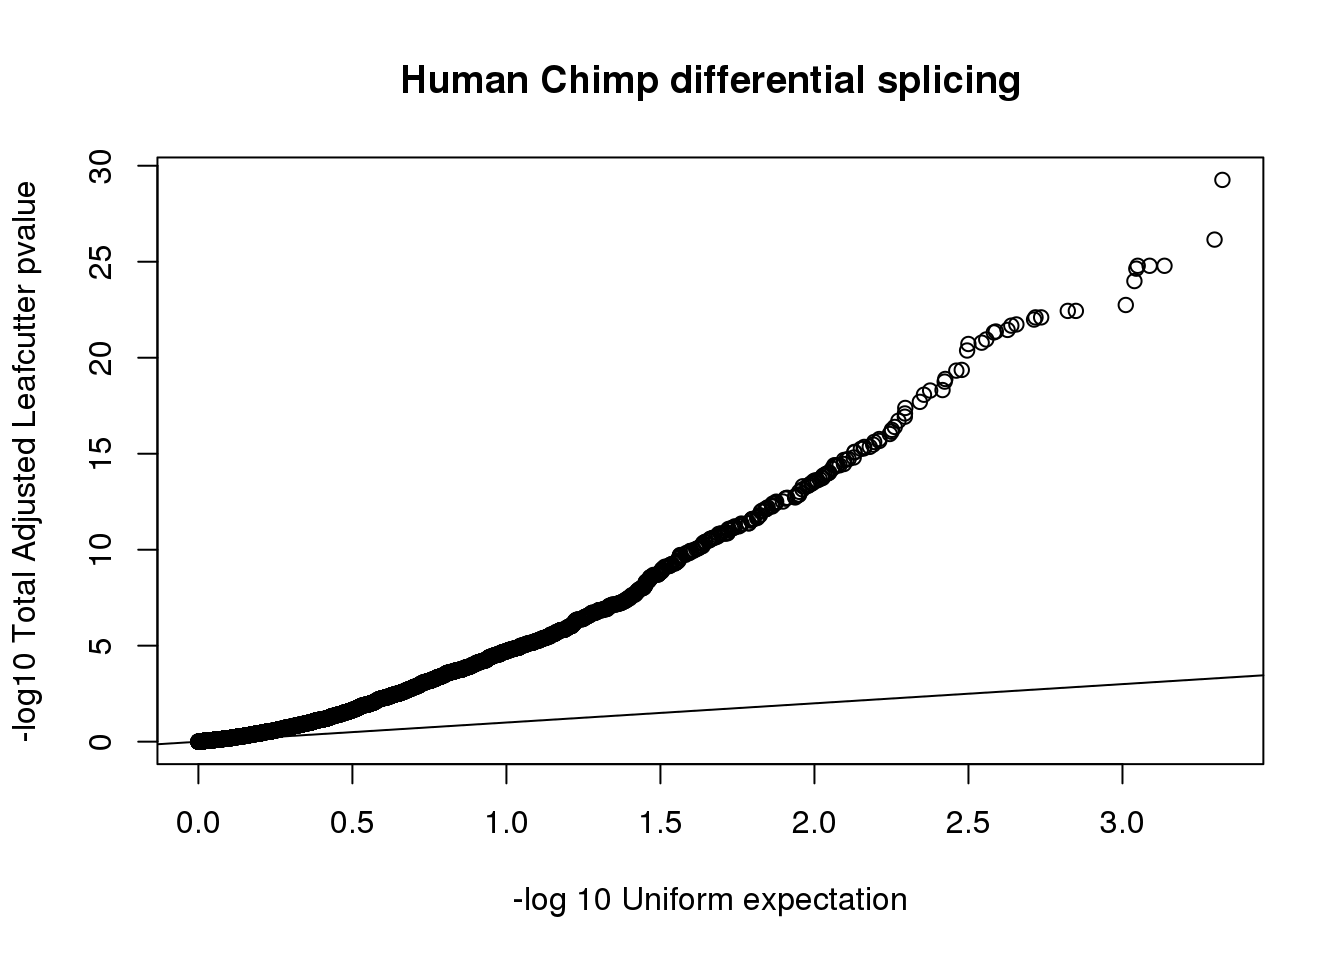 Human Chimp differential splicing
-log10 Total Adjusted Leafcutter pvalue
30
25
20
15
10
5
0
0.0 0.5 1.0 1.5 2.0 2.5 3.0
-log 10 Uniform expectation